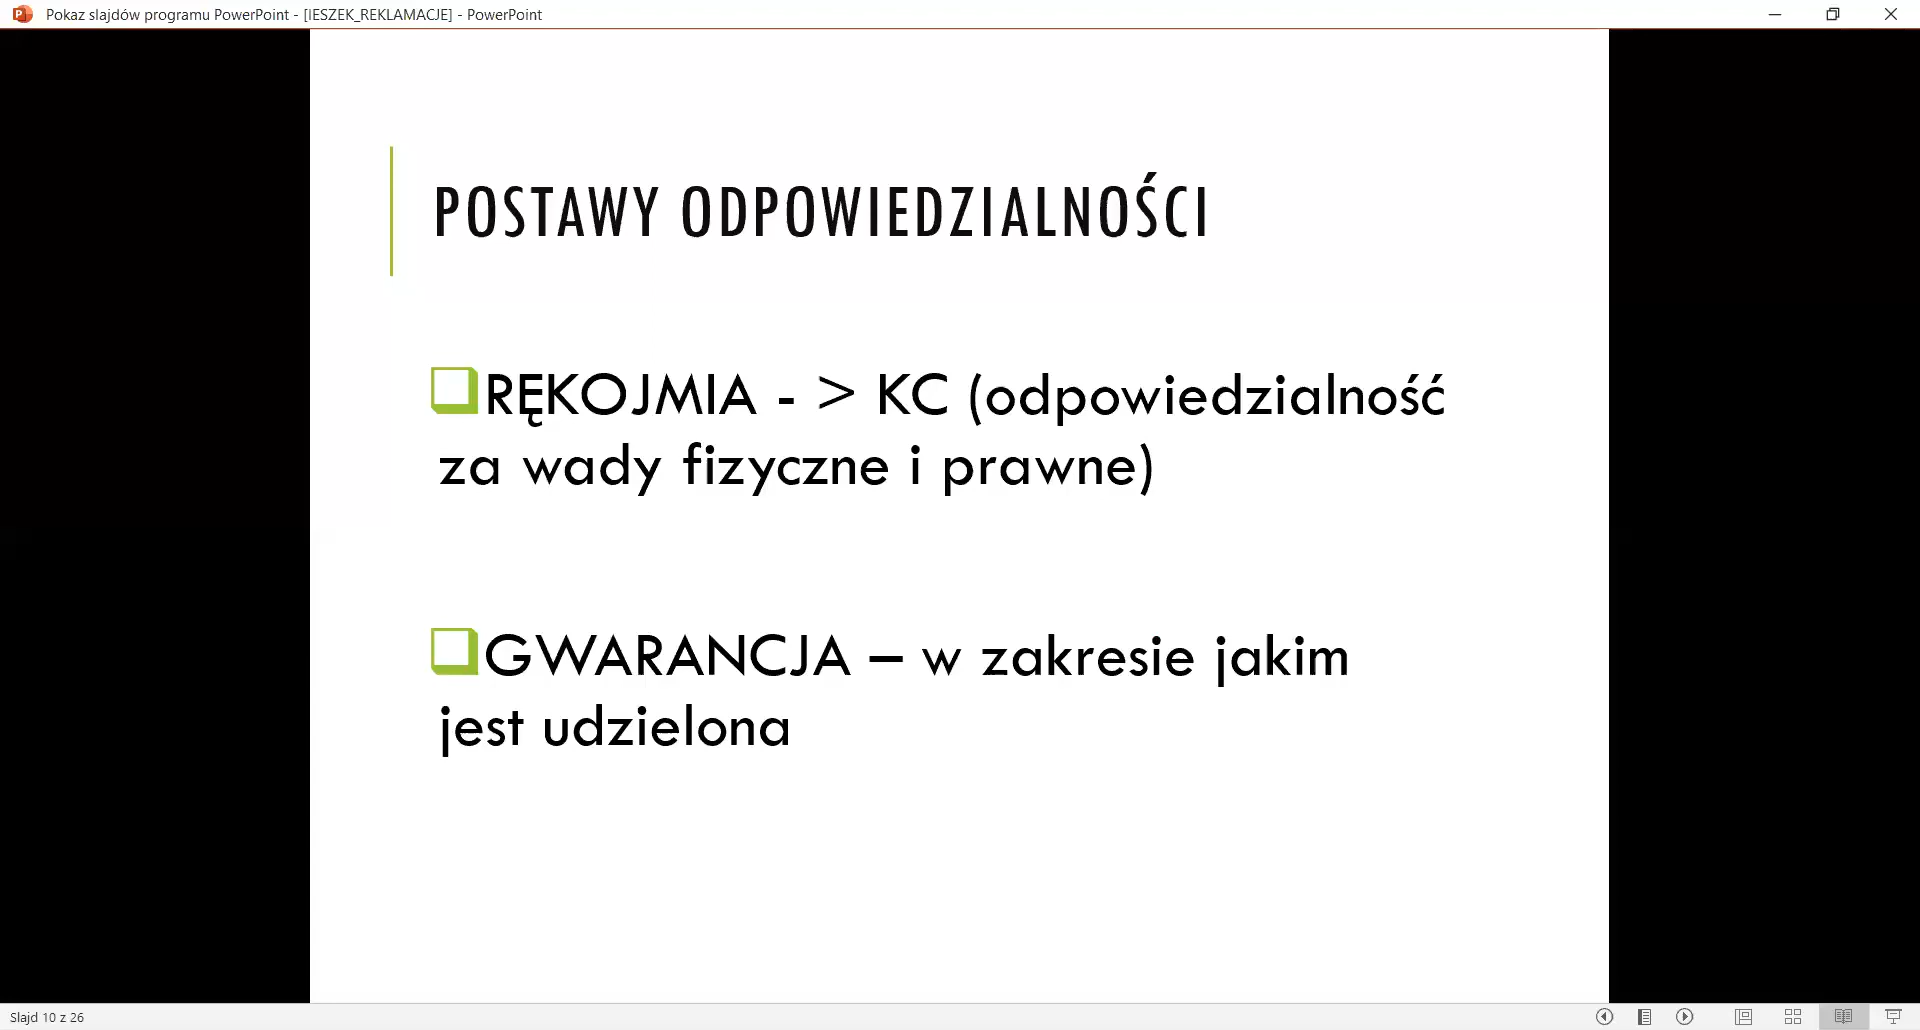 Pokaz slajdów programu PowerPoint - [IESZEK_REKLAMACJE] - PowerPoint
POSTAWY ODPOWIEDZIALNOŚCI
RĘKOJMIA - > KC (odpowiedzialność
za wady fizyczne i prawne)
GWARANCJA – w zakresie jakim
jest udzielona
Slajd 10 z 26